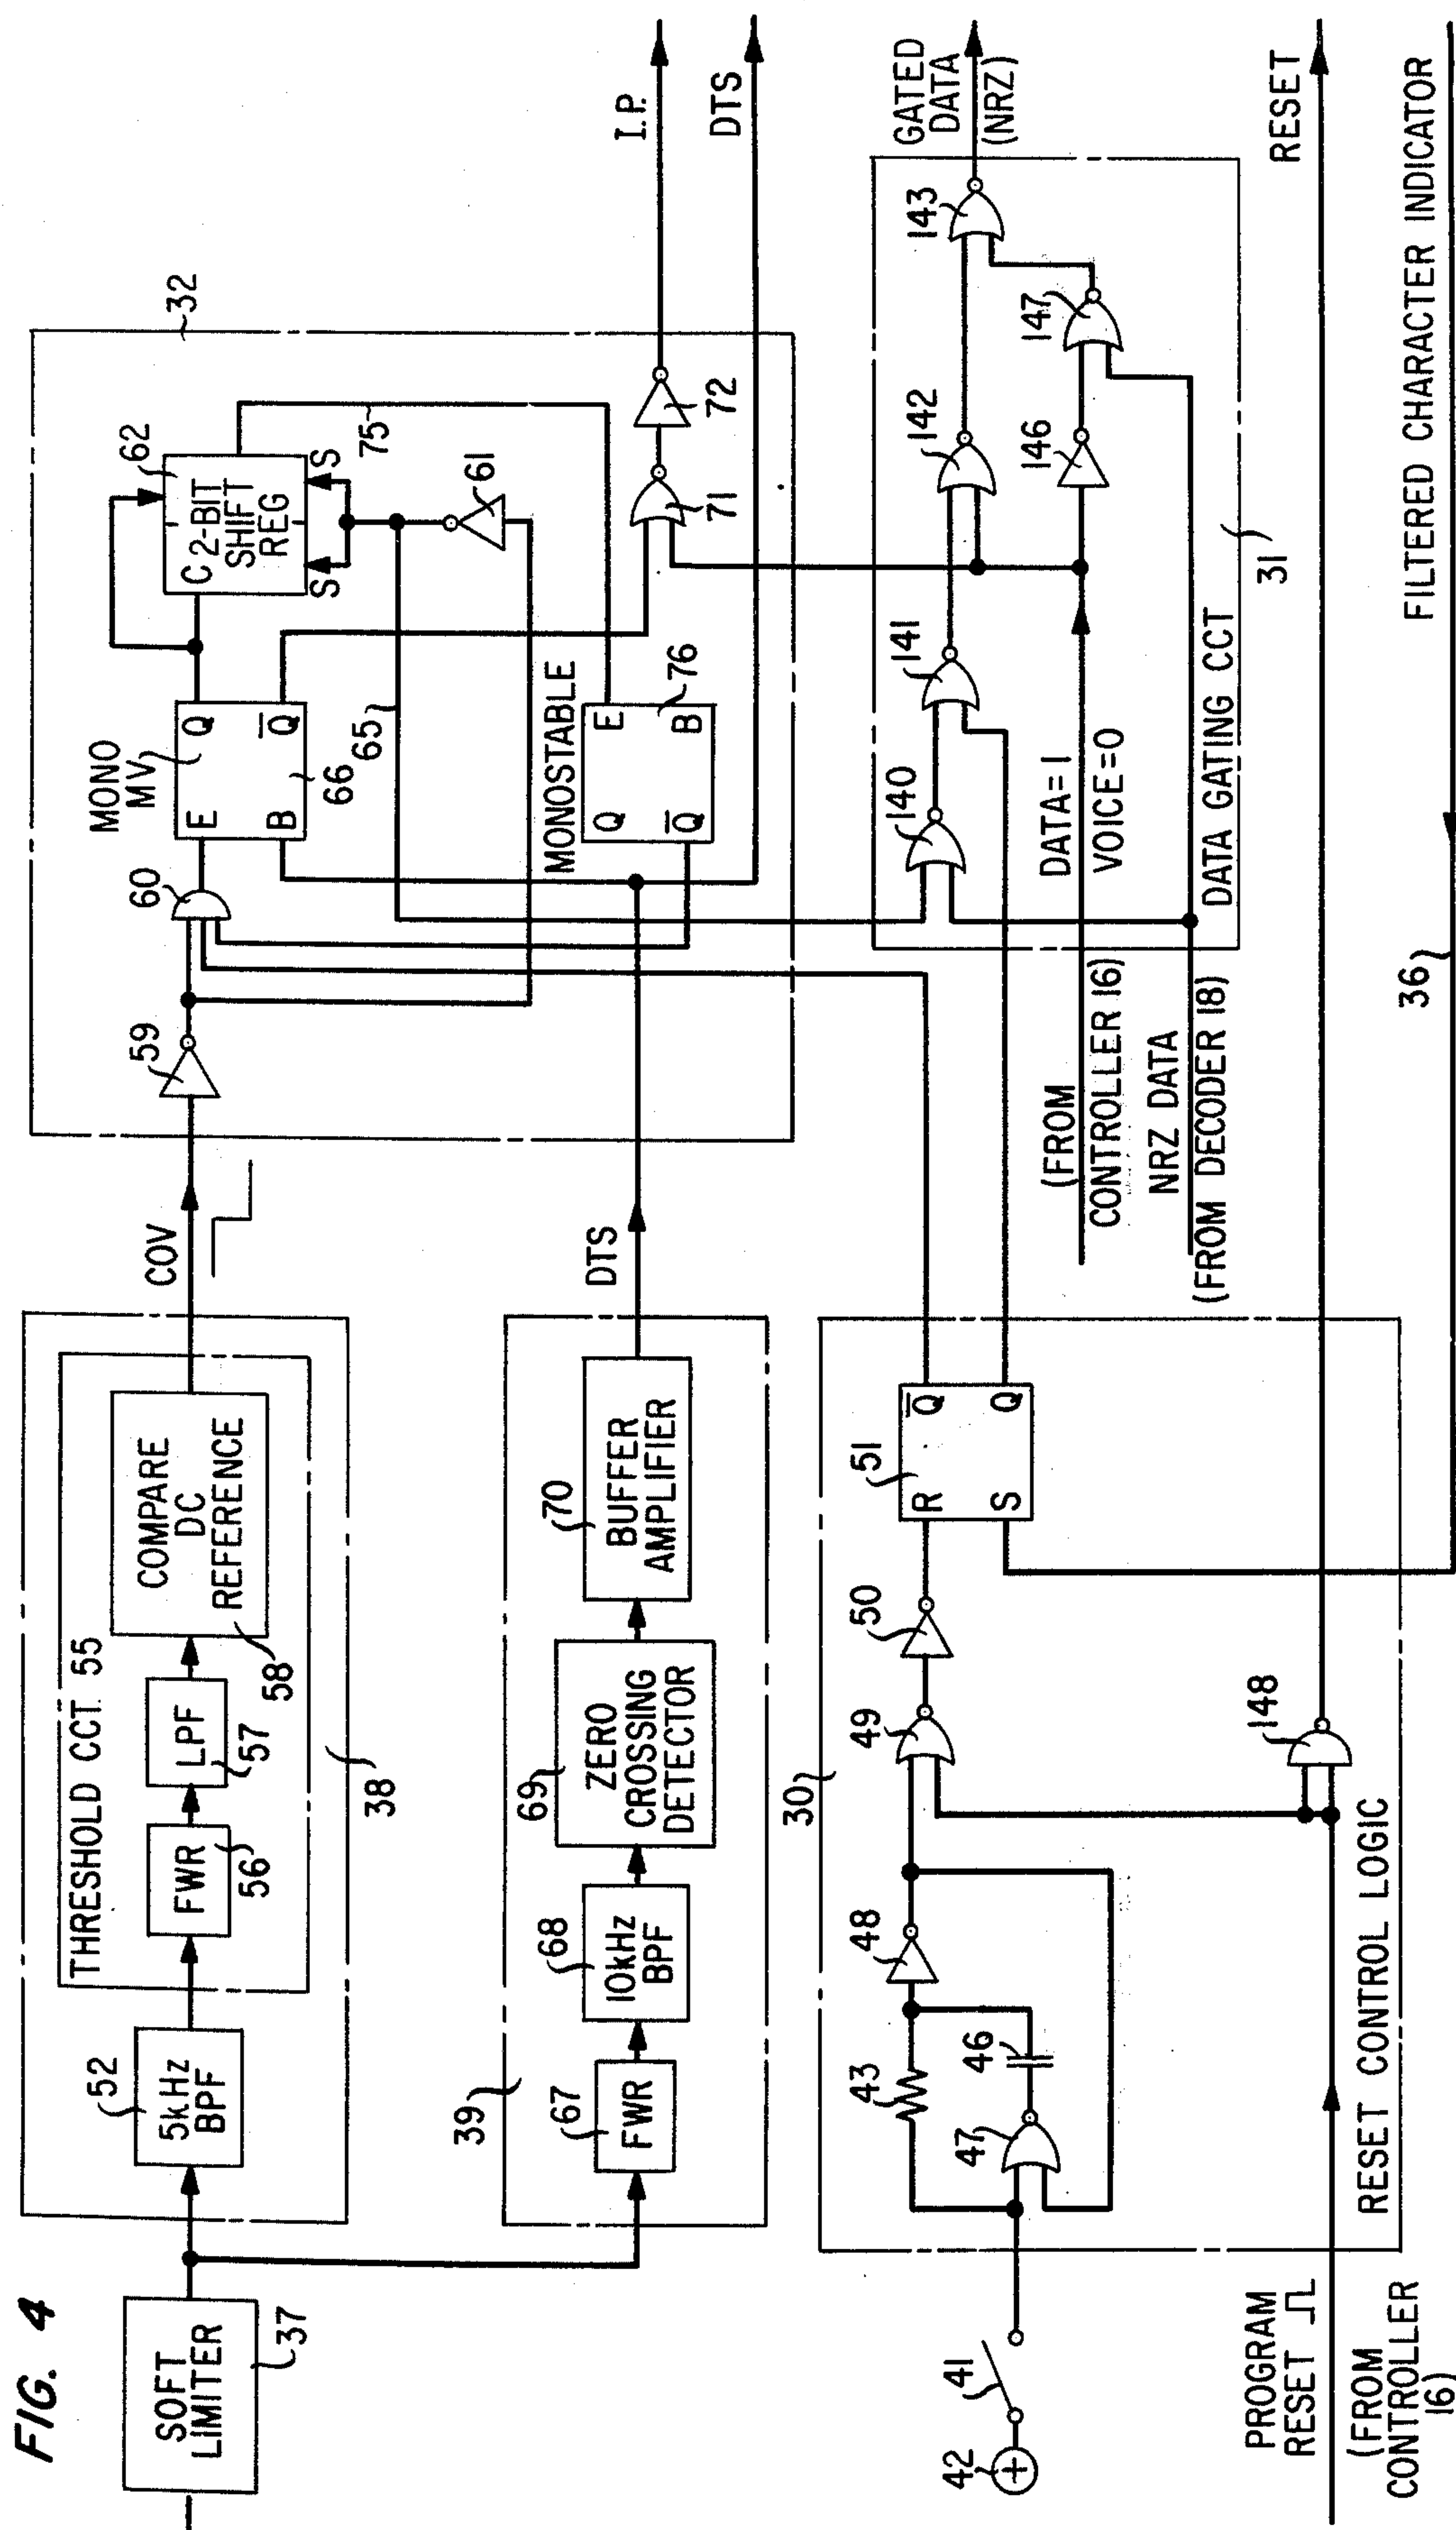 FIG. 4
SOFT
LIMITER
37
52
5kHz
BPF
THRESHOLD CCT. 55
FWR
56
LPF
57
COMPARE
DC
REFERENCE
58
38
COV
39
67
FWR
68
10kHz
BPF
69
ZERO
CROSSING
DETECTOR
70
BUFFER
AMPLIFIER
DTS
32
59
60
MONO
MV
E
Q
B
Q
66
C 2-BIT
SHIFT
REG
62
S
S
61
65
75
MONOSTABLE
Q
E
Q
B
76
71
72
I.P.
DTS
42
41
43
46
47
48
30
49
50
51
R
Q
S
Q
148
RESET CONTROL LOGIC
PROGRAM
RESET
(FROM
CONTROLLER
16)
(FROM
CONTROLLER 16)
DATA=1
VOICE=0
NRZ DATA
(FROM DECODER 18)
140
141
142
143
146
147
DATA GATING CCT
31
GATED
DATA
(NRZ)
RESET
36
FILTERED CHARACTER INDICATOR